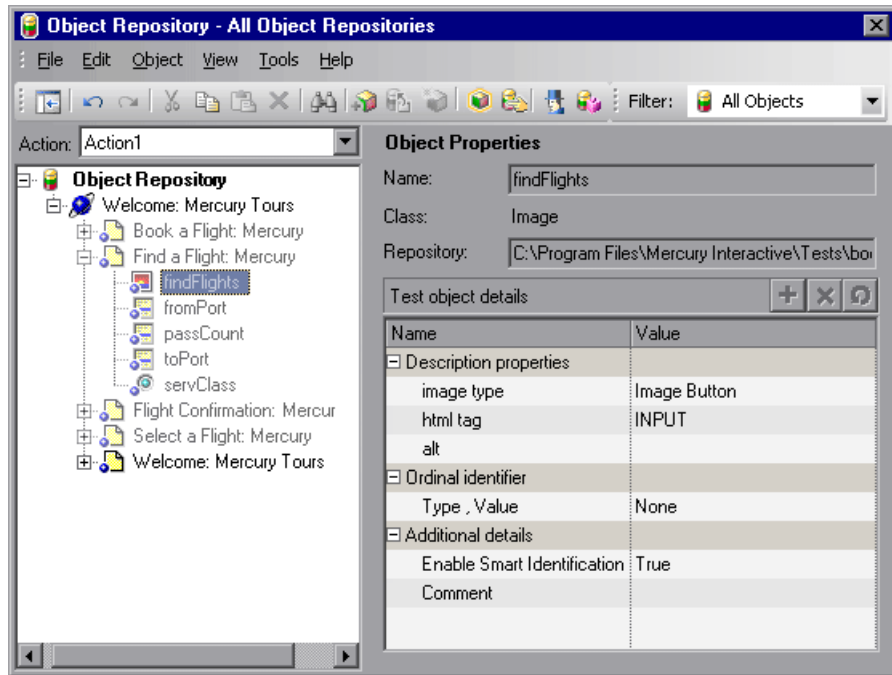 Object Repository - All Object Repositories
File Edit Object View Tools Help
Filter: All Objects
Action: Action1
Object Repository
Welcome: Mercury Tours
Book a Flight: Mercury
Find a Flight: Mercury
findFlights
fromPort
passCount
toPort
servClass
Flight Confirmation: Mercur
Select a Flight: Mercury
Welcome: Mercury Tours
Object Properties
Name: findFlights
Class: Image
Repository: C:\Program Files\Mercury Interactive\Tests\boo
Test object details
Name Value
Description properties
image type Image Button
html tag INPUT
alt
Ordinal identifier
Type , Value None
Additional details
Enable Smart Identification True
Comment